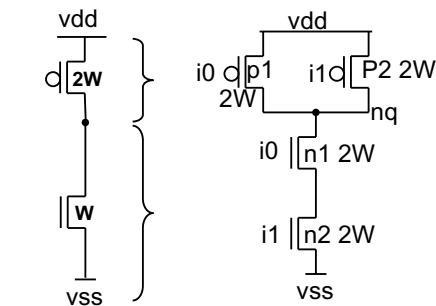 vdd
2W
W
vss
vdd
i0 p1
2W
i1 P2 2W
nq
i0 n1 2W
i1 n2 2W
vss